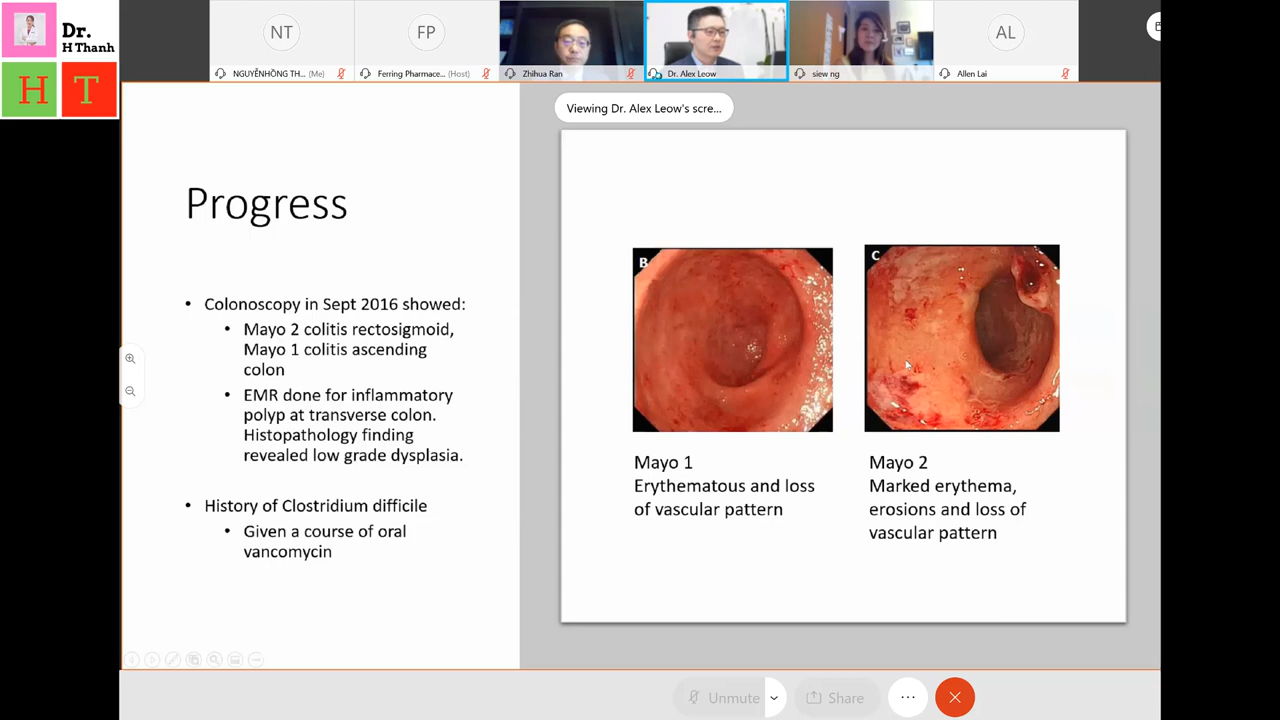 Dr.
H Thanh
H T
NT
FP
AL
NGUYỄNHỒNG TH... (Me)
Ferring Pharmace... (Host)
Zhihua Ran
Dr. Alex Leow
siew ng
Allen Lai
Viewing Dr. Alex Leow's scre...
Progress
• Colonoscopy in Sept 2016 showed:
• Mayo 2 colitis rectosigmoid,
Mayo 1 colitis ascending
colon
• EMR done for inflammatory
polyp at transverse colon.
Histopathology finding
revealed low grade dysplasia.
• History of Clostridium difficile
• Given a course of oral
vancomycin
B
C
Mayo 1
Erythematous and loss
of vascular pattern
Mayo 2
Marked erythema,
erosions and loss of
vascular pattern
Unmute
Share